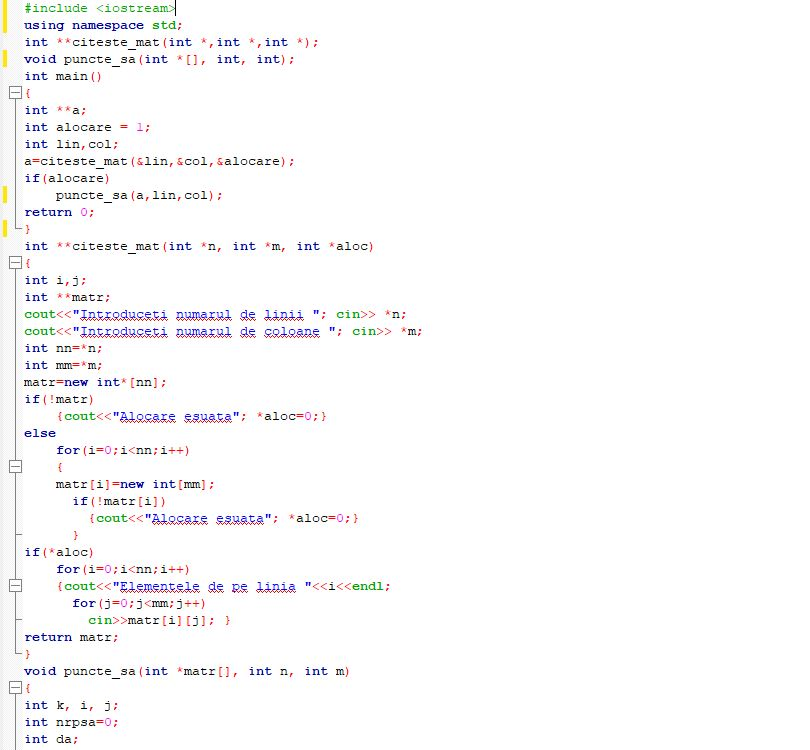 #include <iostream>
using namespace std;
int **citeste_mat(int *,int *,int *);
void puncte_sa(int *[], int, int);
int main()
{
int **a;
int alocare = 1;
int lin,col;
a=citeste_mat(&lin,&col,&alocare);
if(alocare)
    puncte_sa(a,lin,col);
return 0;
}
int **citeste_mat(int *n, int *m, int *aloc)
{
int i,j;
int **matr;
cout<<"Introduceti numarul de linii "; cin>> *n;
cout<<"Introduceti numarul de coloane "; cin>> *m;
int nn=*n;
int mm=*m;
matr=new int*[nn];
if(!matr)
    {cout<<"Alocare esuata"; *aloc=0;}
else
    for(i=0;i<nn;i++)
    {
    matr[i]=new int[mm];
      if(!matr[i])
        {cout<<"Alocare esuata"; *aloc=0;}
      }
if(*aloc)
    for(i=0;i<nn;i++)
    {cout<<"Elementele de pe linia "<<i<<endl;
      for(j=0;j<mm;j++)
        cin>>matr[i][j]; }
return matr;
}
void puncte_sa(int *matr[], int n, int m)
{
int k, i, j;
int nrpsa=0;
int da;